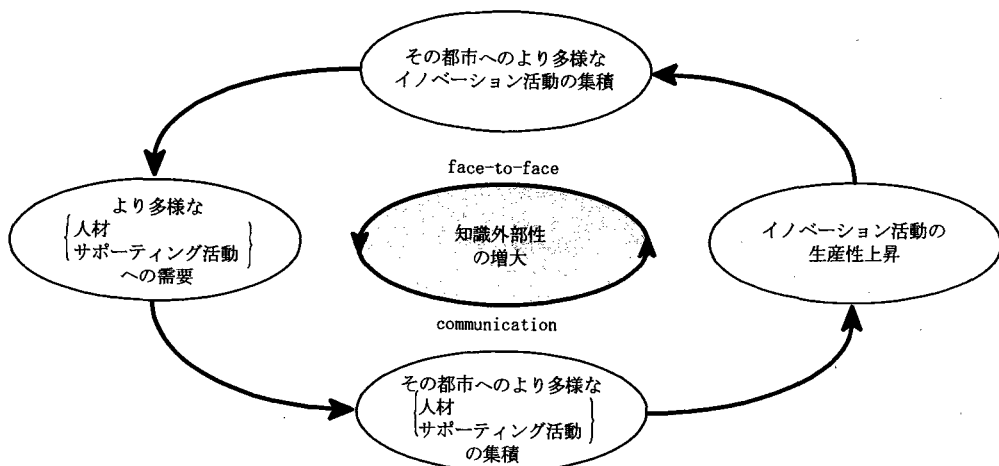 その都市へのより多様な
イノベーション活動の集積
face-to-face
より多様な
人材
サポーティング活動
への需要
知識外部性
の増大
イノベーション活動の
生産性上昇
communication
その都市へのより多様な
人材
サポーティング活動
の集積